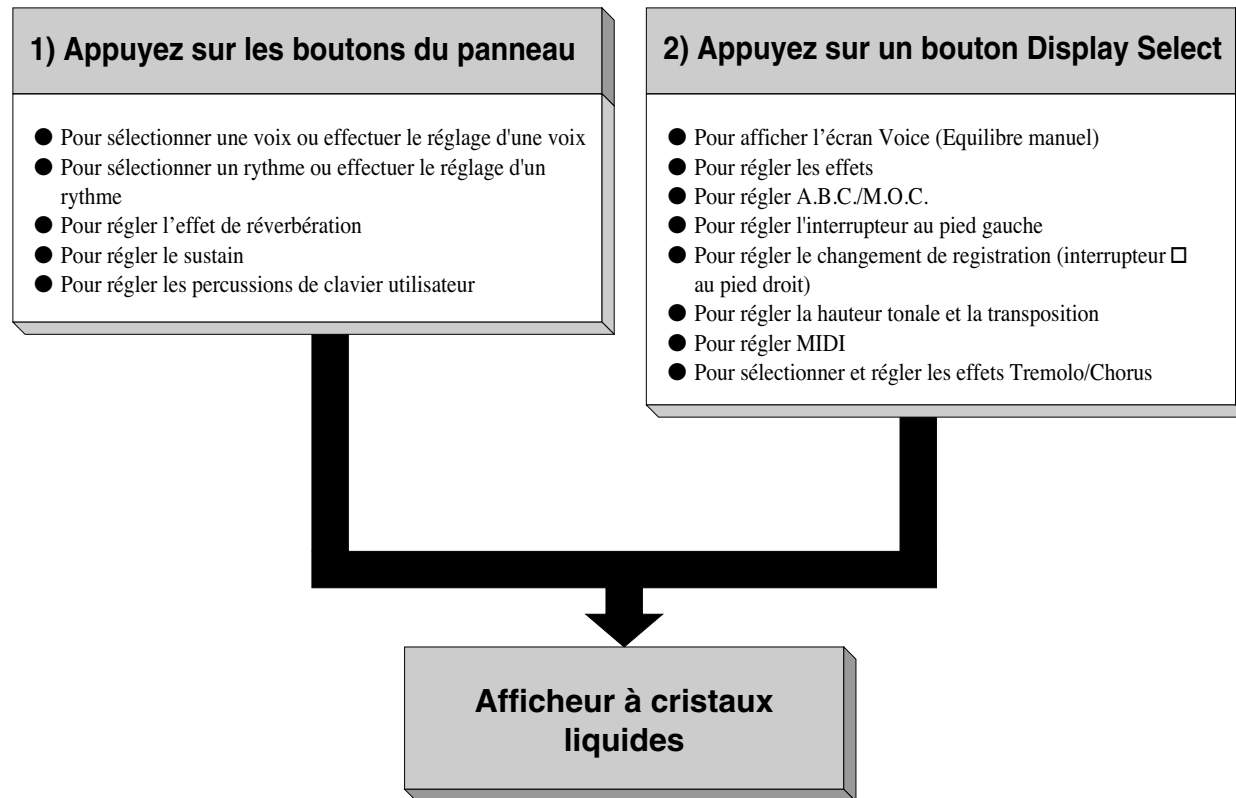 1) Appuyez sur les boutons du panneau
● Pour sélectionner une voix ou effectuer le réglage d'une voix
● Pour sélectionner un rythme ou effectuer le réglage d'un
rythme
● Pour régler l’effet de réverbération
● Pour régler le sustain
● Pour régler les percussions de clavier utilisateur
2) Appuyez sur un bouton Display Select
● Pour afficher l’écran Voice (Equilibre manuel)
● Pour régler les effets
● Pour régler A.B.C./M.O.C.
● Pour régler l'interrupteur au pied gauche
● Pour régler le changement de registration (interrupteur □
au pied droit)
● Pour régler la hauteur tonale et la transposition
● Pour régler MIDI
● Pour sélectionner et régler les effets Tremolo/Chorus
Afficheur à cristaux
liquides